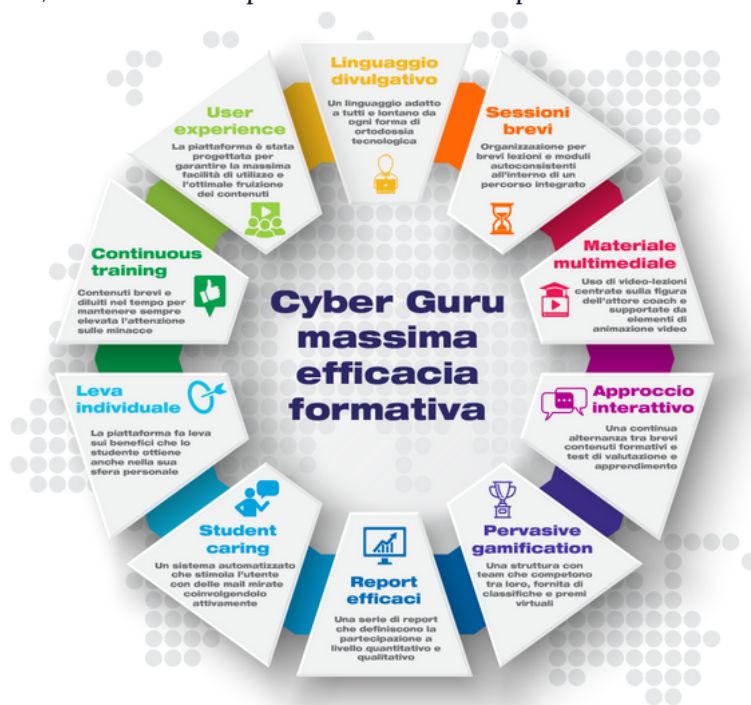 Linguaggio
divulgativo
Un linguaggio adatto
a tutti e lontano da
ogni forma di
ortodossia
tecnologica
Sessioni
brevi
Organizzazione per
brevi lezioni e moduli
autoconsistenti
all'interno di un
percorso integrato
Materiale
multimediale
Uso di video-lezioni
centrate sulla figura
dell'attore coach e
supportate da
elementi di
animazione video
Approccio
interattivo
Una continua
alternanza tra brevi
contenuti formativi e
test di valutazione e
apprendimento
Pervasive
gamification
Una struttura con
team che competono
tra loro, fornita di
classifiche e premi
virtuali
Report
efficaci
Una serie di report
che definiscono la
partecipazione a
livello quantitativo e
qualitativo
Student
caring
Un sistema automatizzato
che stimola l'utente
con delle mail mirate
coinvolgendolo
attivamente
Leva
individuale
La piattaforma fa leva
sui benefici che lo
studente ottiene
anche nella sua
sfera personale
Continuous
training
Contenuti brevi e
diluiti nel tempo per
mantenere sempre
elevata l'attenzione
sulle minacce
User
experience
La piattaforma è stata
progettata per
garantire la massima
facilità di utilizzo e
l'ottimale fruizione
dei contenuti
Cyber Guru
massima
efficacia
formativa